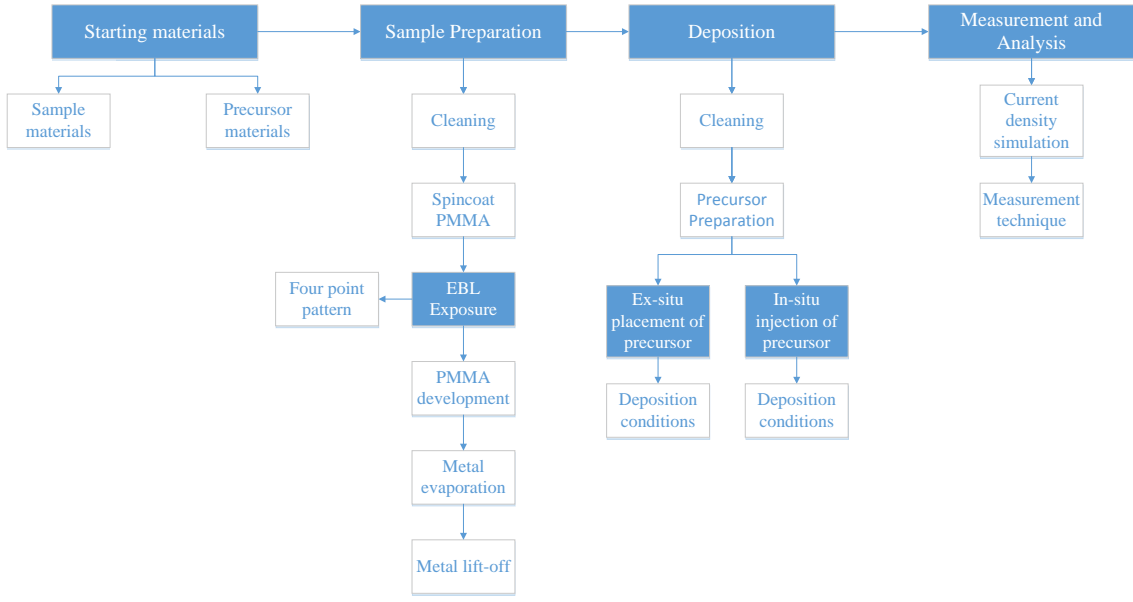 Starting materials
Sample Preparation
Deposition
Measurement and
Analysis
Sample
materials
Precursor
materials
Cleaning
Spincoat
PMMA
EBL
Exposure
Four point
pattern
PMMA
development
Metal
evaporation
Metal lift-off
Cleaning
Precursor
Preparation
Ex-situ
placement of
precursor
In-situ
injection of
precursor
Deposition
conditions
Deposition
conditions
Current
density
simulation
Measurement
technique